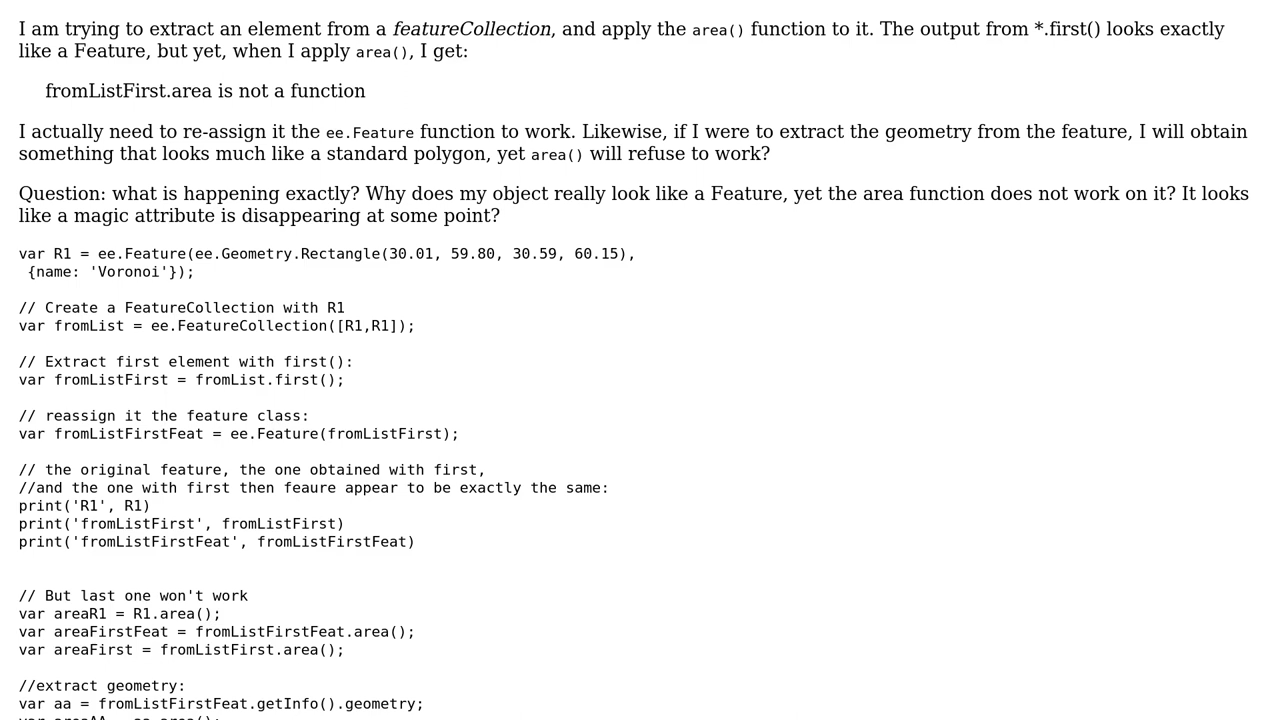 I am trying to extract an element from a featureCollection, and apply the area() function to it. The output from *.first() looks exactly
like a Feature, but yet, when I apply area(), I get:
fromListFirst.area is not a function
I actually need to re-assign it the ee.Feature function to work. Likewise, if I were to extract the geometry from the feature, I will obtain
something that looks much like a standard polygon, yet area() will refuse to work?
Question: what is happening exactly? Why does my object really look like a Feature, yet the area function does not work on it? It looks
like a magic attribute is disappearing at some point?
var R1 = ee.Feature(ee.Geometry.Rectangle(30.01, 59.80, 30.59, 60.15),
{name: 'Voronoi'});
// Create a FeatureCollection with R1
var fromList = ee.FeatureCollection([R1,R1]);
// Extract first element with first():
var fromListFirst = fromList.first();
// reassign it the feature class:
var fromListFirstFeat = ee.Feature(fromListFirst);
// the original feature, the one obtained with first,
//and the one with first then feaure appear to be exactly the same:
print('R1', R1)
print('fromListFirst', fromListFirst)
print('fromListFirstFeat', fromListFirstFeat)
// But last one won't work
var areaR1 = R1.area();
var areaFirstFeat = fromListFirstFeat.area();
var areaFirst = fromListFirst.area();
//extract geometry:
var aa = fromListFirstFeat.getInfo().geometry;